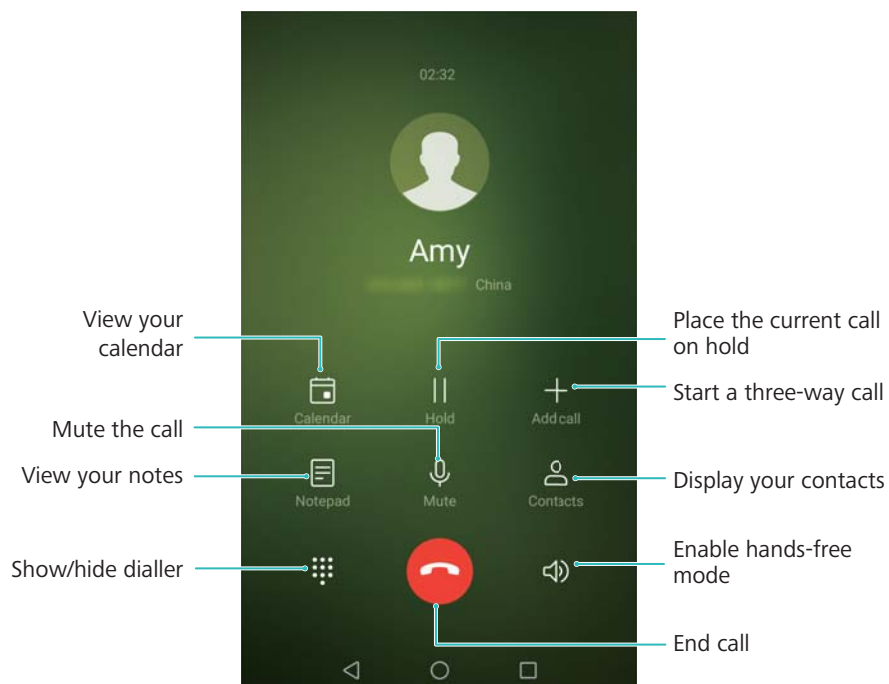 02:32
Amy
China
View your
calendar
Place the current call
on hold
Start a three-way call
Calendar
Hold
Add call
Mute the call
View your notes
Display your contacts
Notepad
Mute
Contacts
Show/hide dialler
Enable hands-free
mode
End call